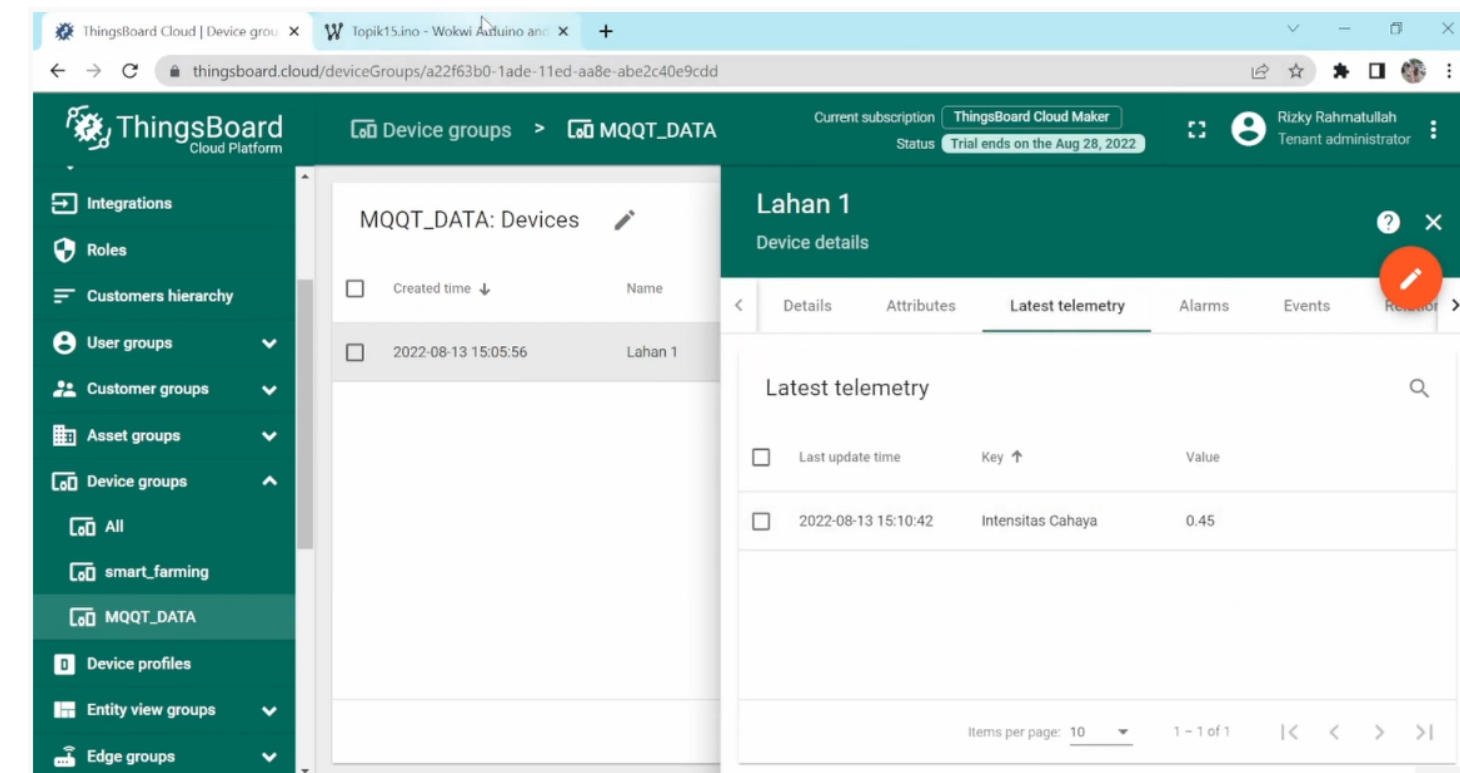 ThingsBoard Cloud | Device grou
Topik15.ino - Wokwi Arduino and
thingsboard.cloud/deviceGroups/a22f63b0-1ade-11ed-aa8e-abe2c40e9cdd
ThingsBoard
Cloud Platform
Device groups > MQQT_DATA
Current subscription ThingsBoard Cloud Maker
Status Trial ends on the Aug 28, 2022
Rizky Rahmatullah
Tenant administrator
Integrations
Roles
Customers hierarchy
User groups
Customer groups
Asset groups
Device groups
All
smart_farming
MQQT_DATA
Device profiles
Entity view groups
Edge groups
MQQT_DATA: Devices
Created time Name
2022-08-13 15:05:56 Lahan 1
Lahan 1
Device details
Details Attributes Latest telemetry Alarms Events Relation
Latest telemetry
Last update time Key Value
2022-08-13 15:10:42 Intensitas Cahaya 0.45
Items per page: 10 1 – 1 of 1